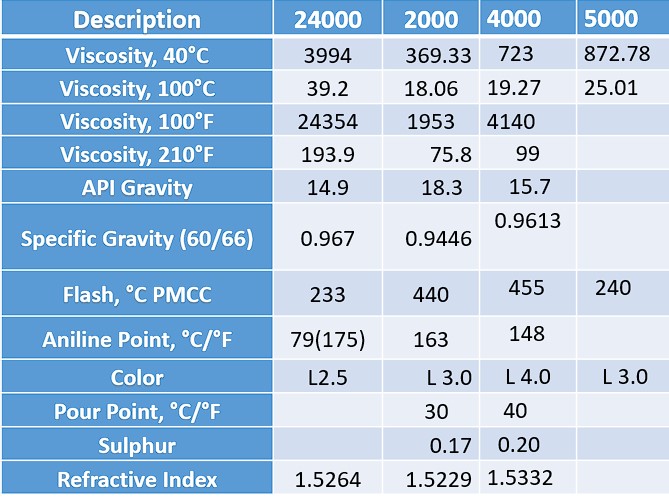 Description 24000 2000 4000 5000
Viscosity, 40°C 3994 369.33 723 872.78
Viscosity, 100°C 39.2 18.06 19.27 25.01
Viscosity, 100°F 24354 1953 4140
Viscosity, 210°F 193.9 75.8 99
API Gravity 14.9 18.3 15.7
Specific Gravity (60/66) 0.967 0.9446 0.9613
Flash, °C PMCC 233 440 455 240
Aniline Point, °C/°F 79(175) 163 148
Color L2.5 L 3.0 L 4.0 L 3.0
Pour Point, °C/°F 30 40
Sulphur 0.17 0.20
Refractive Index 1.5264 1.5229 1.5332